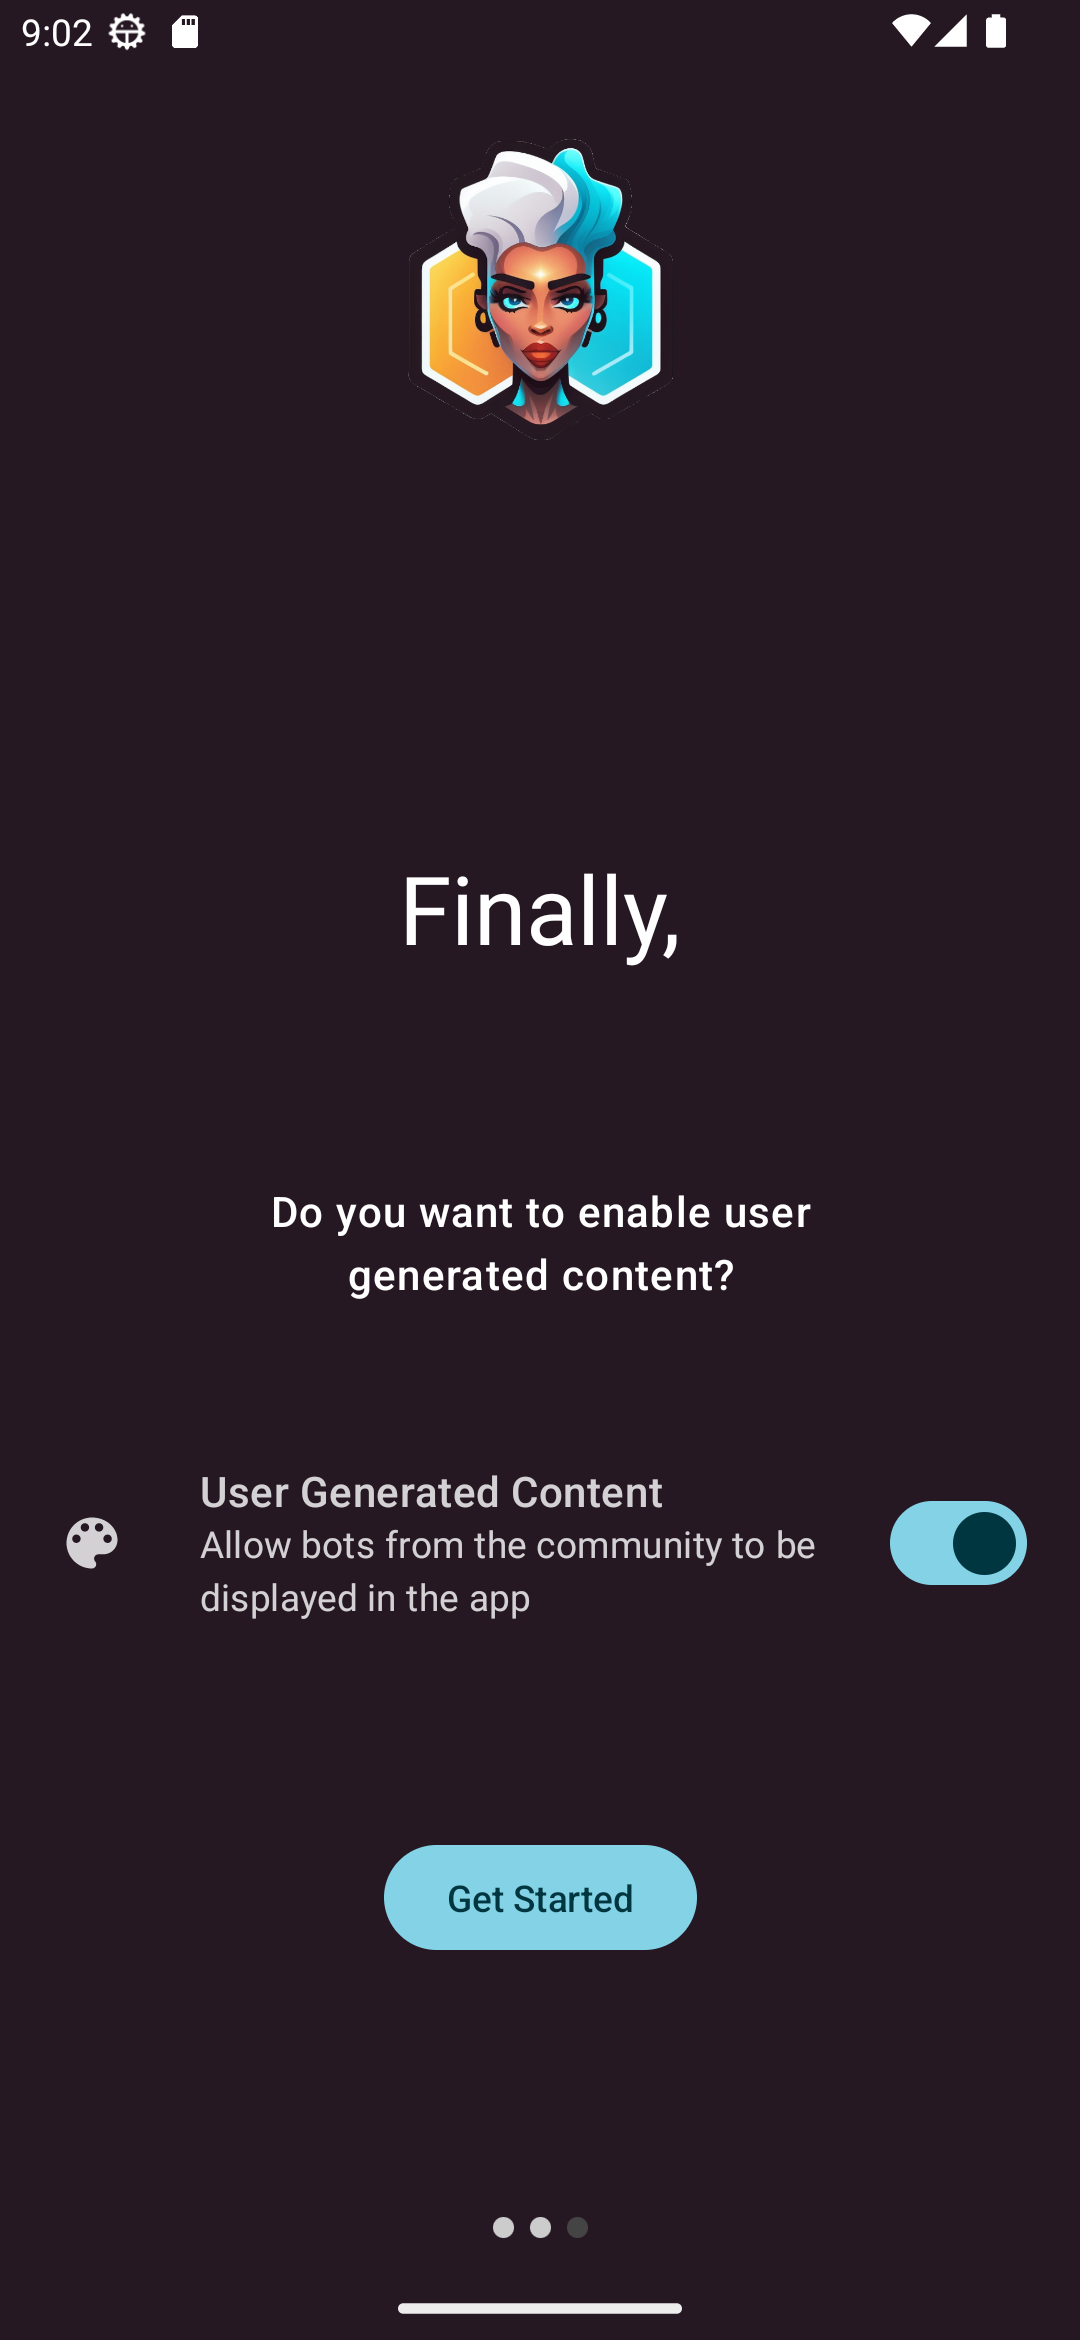 9:02
Finally,
Do you want to enable user
generated content?
User Generated Content
Allow bots from the community to be
displayed in the app
Get Started